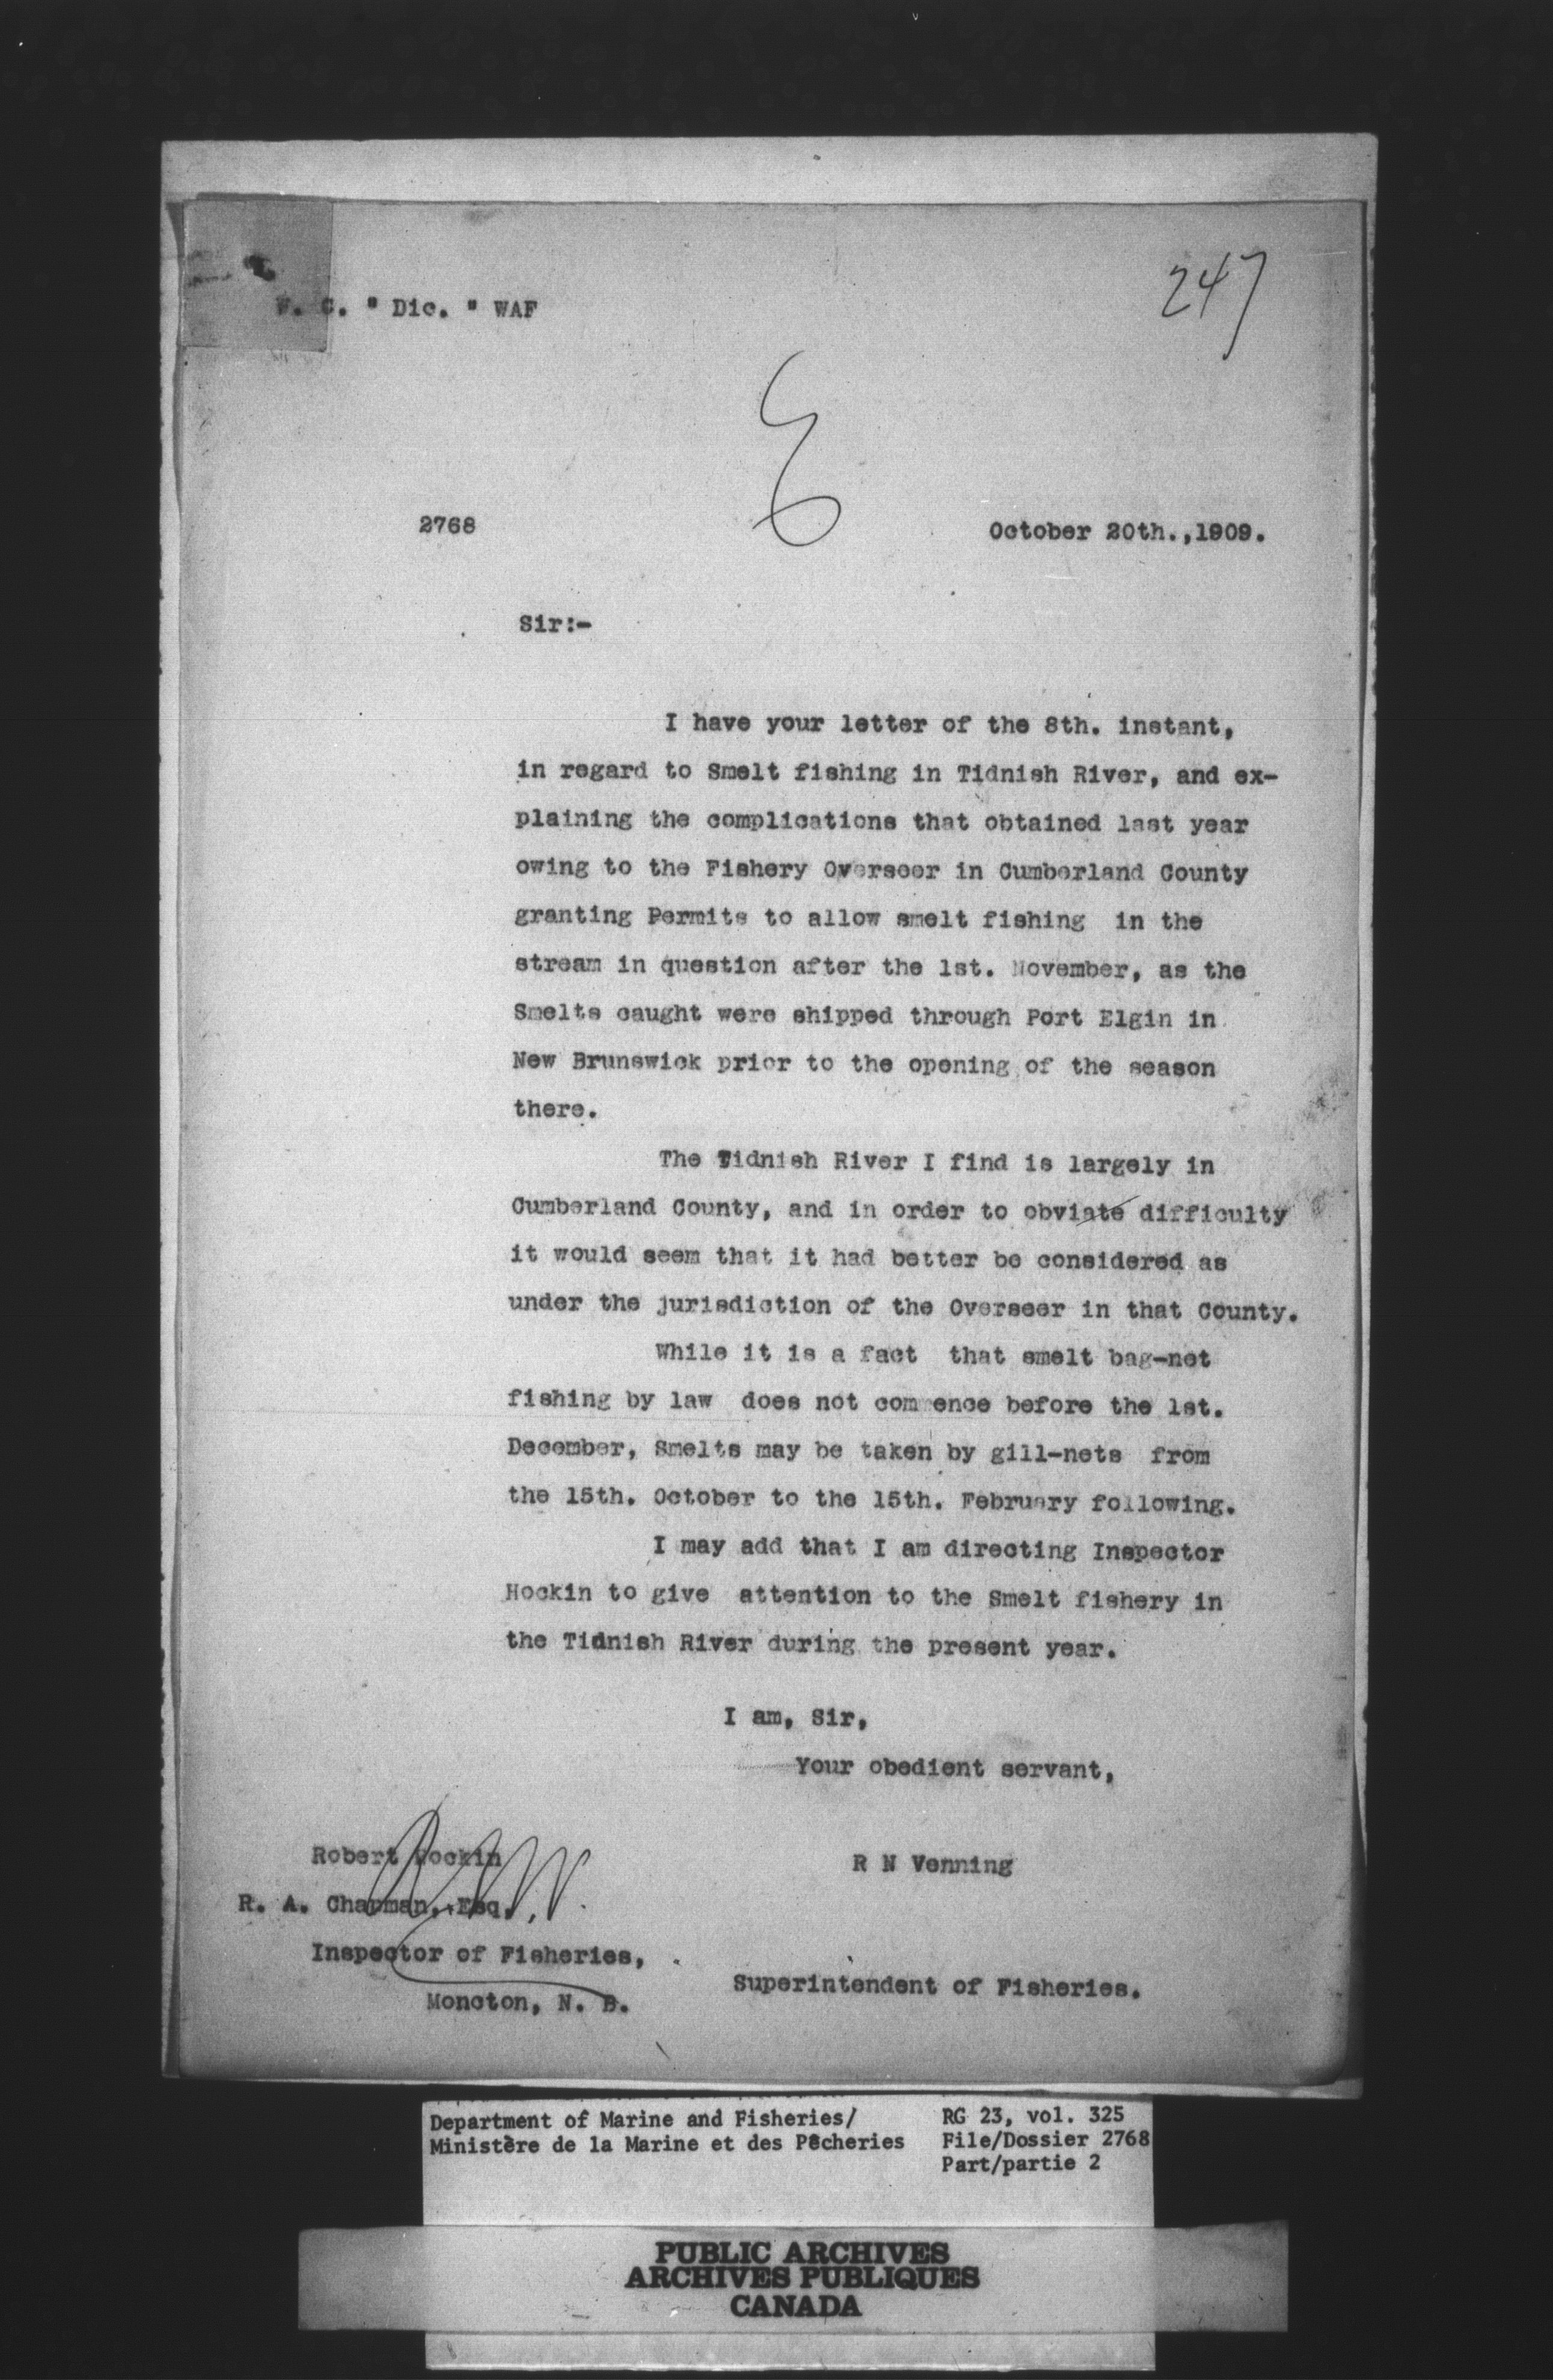 W. C. " Dic. " WAF
247
2768
October 20th.,1909.
Sir:-
I have your letter of the 8th. instant,
in regard to Smelt fishing in Tidnish River, and ex-
plaining the complications that obtained last year
owing to the Fishery Overseer in Cumberland County
granting Permits to allow smelt fishing in the
stream in question after the 1st. November, as the
Smelts caught were shipped through Port Elgin in
New Brunswick prior to the opening of the season
there.
The Tidnish River I find is largely in
Cumberland County, and in order to obviate difficulty
it would seem that it had better be considered as
under the jurisdiction of the Overseer in that County.
While it is a fact that smelt bag-net
fishing by law does not commence before the 1st.
December, Smelts may be taken by gill-nets from
the 15th. October to the 15th. February following.
I may add that I am directing Inspector
Hockin to give attention to the Smelt fishery in
the Tidnish River during the present year.
I am, Sir,
Your obedient servant,
Robert Hockin
R N Venning
R. A. Chapman, Esq.,
Inspector of Fisheries,
Superintendent of Fisheries.
Moncton, N. B.
Department of Marine and Fisheries/
Ministère de la Marine et des Pêcheries
RG 23, vol. 325
File/Dossier 2768
Part/partie 2
PUBLIC ARCHIVES
ARCHIVES PUBLIQUES
CANADA